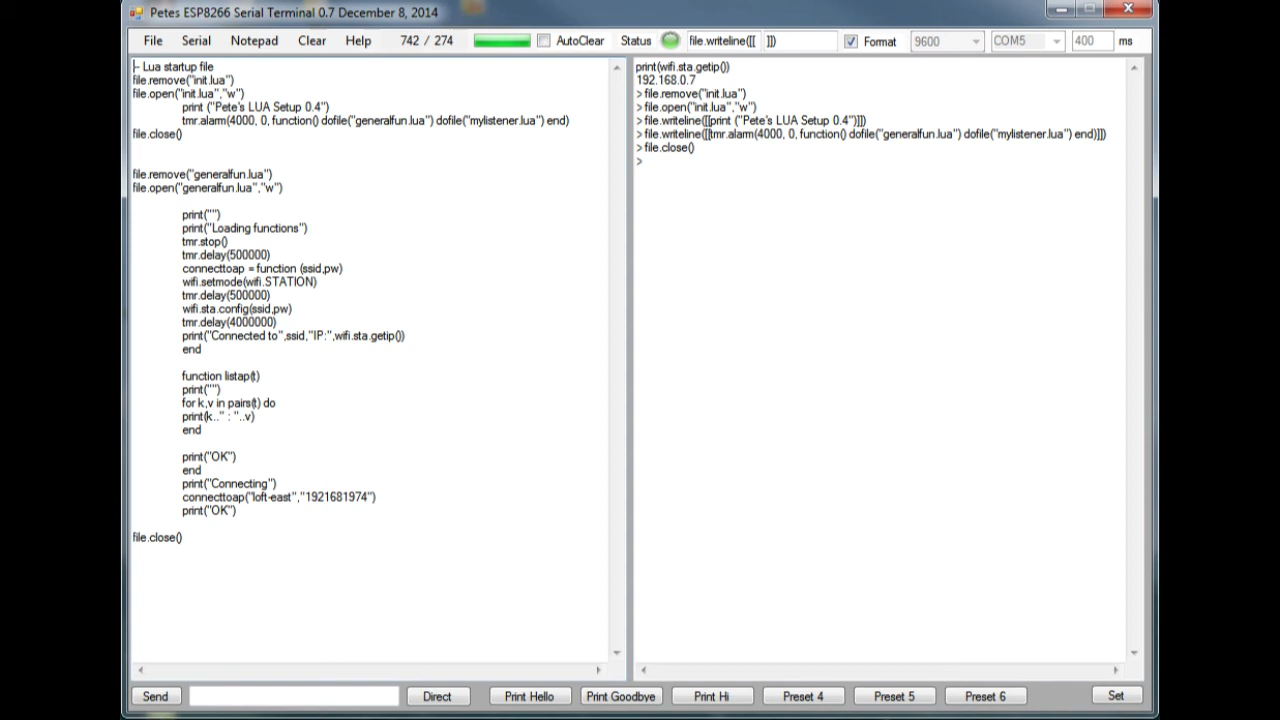 Petes ESP8266 Serial Terminal 0.7 December 8, 2014
File Serial Notepad Clear Help 742 / 274 AutoClear Status file.writeline([[ ]]) Format 9600 COM5 400 ms
- Lua startup file
file.remove("init.lua")
file.open("init.lua","w")
print ("Pete's LUA Setup 0.4")
tmr.alarm(4000, 0, function() dofile("generalfun.lua") dofile("mylistener.lua") end)
file.close()
file.remove("generalfun.lua")
file.open("generalfun.lua","w")
print("")
print("Loading functions")
tmr.stop()
tmr.delay(500000)
connecttoap = function (ssid,pw)
wifi.setmode(wifi.STATION)
tmr.delay(500000)
wifi.sta.config(ssid,pw)
tmr.delay(4000000)
print("Connected to",ssid,"IP:",wifi.sta.getip())
end
function listap(t)
print("")
for k,v in pairs(t) do
print(k.." : "..v)
end
print("OK")
end
print("Connecting")
connecttoap("loft-east","1921681974")
print("OK")
file.close()
print(wifi.sta.getip())
192.168.0.7
> file.remove("init.lua")
> file.open("init.lua","w")
> file.writeline([[print ("Pete's LUA Setup 0.4")]])
> file.writeline([[tmr.alarm(4000, 0, function() dofile("generalfun.lua") dofile("mylistener.lua") end)]])
> file.close()
>
Send Direct Print Hello Print Goodbye Print Hi Preset 4 Preset 5 Preset 6 Set